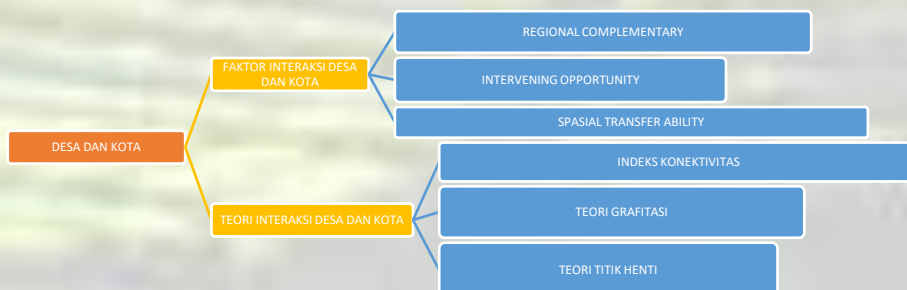 DESA DAN KOTA
FAKTOR INTERAKSI DESA
DAN KOTA
REGIONAL COMPLEMENTARY
INTERVENING OPPORTUNITY
SPASIAL TRANSFER ABILITY
TEORI INTERAKSI DESA DAN KOTA
INDEKS KONEKTIVITAS
TEORI GRAFITASI
TEORI TITIK HENTI